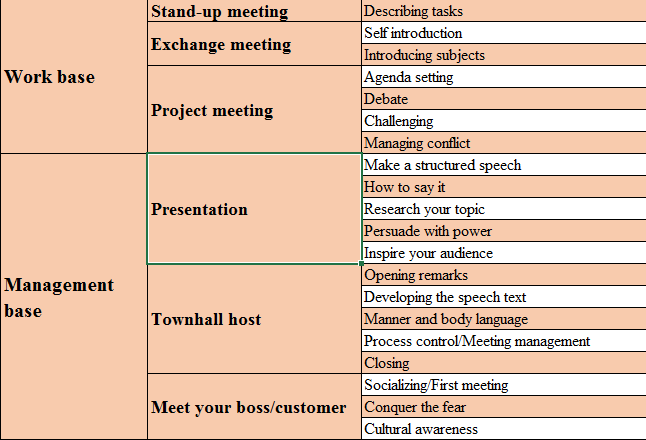 Work base
Stand-up meeting
Describing tasks
Exchange meeting
Self introduction
Introducing subjects
Project meeting
Agenda setting
Debate
Challenging
Managing conflict
Management
base
Presentation
Make a structured speech
How to say it
Research your topic
Persuade with power
Inspire your audience
Townhall host
Opening remarks
Developing the speech text
Manner and body language
Process control/Meeting management
Closing
Meet your boss/customer
Socializing/First meeting
Conquer the fear
Cultural awareness